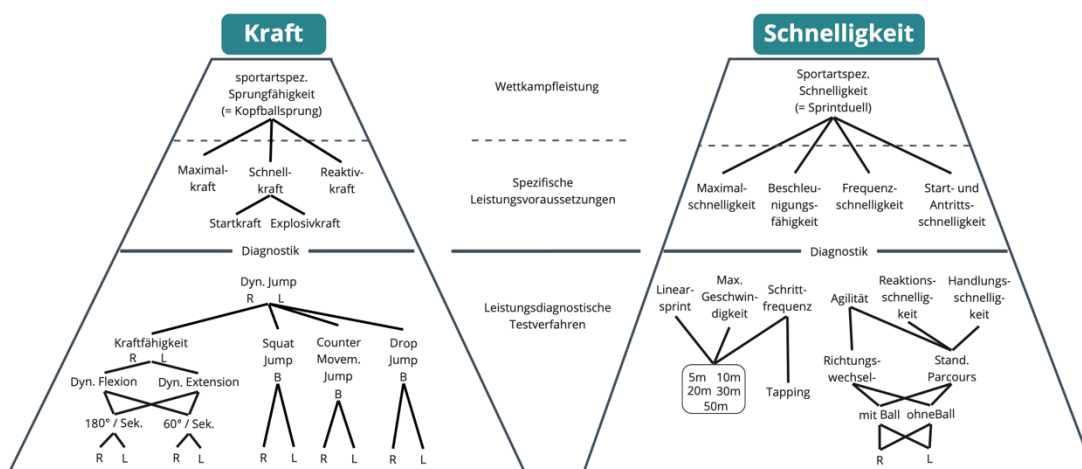 Kraft
Schnelligkeit
sportartspez.
Sprungfähigkeit
(= Kopfballsprung)
Wettkampfleistung
Sportartspez.
Schnelligkeit
(= Sprintduell)
Maximal-
kraft
Schnell-
kraft
Reaktiv-
kraft
Startkraft
Explosivkraft
Spezifische
Leistungsvoraussetzungen
Maximal-
schnelligkeit
Beschleu-
nigungs-
fähigkeit
Frequenz-
schnelligkeit
Start- und
Antritts-
schnelligkeit
Diagnostik
Diagnostik
Dyn. Jump
R L
Kraftfähigkeit
R L
Dyn. Flexion
Dyn. Extension
180° / Sek.
60° / Sek.
R L
R L
Squat
Jump
B
R L
Counter
Movem.
Jump
B
R L
Drop
Jump
B
R L
Leistungsdiagnostische
Testverfahren
Linear-
sprint
Max.
Geschwin-
digkeit
Schritt-
frequenz
5m 10m
20m 30m
50m
Tapping
Agilität
Reaktions-
schnellig-
keit
Handlungs-
schnellig-
keit
Richtungs-
wechsel-
Stand.
Parcours
mit Ball
ohneBall
R
L